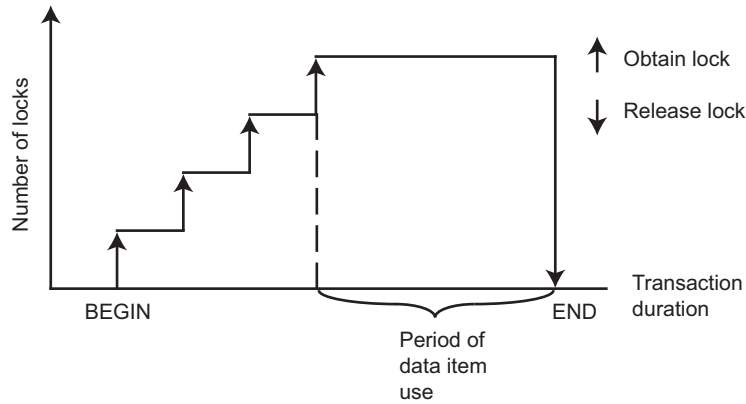 Number of locks
Obtain lock
Release lock
BEGIN
END
Transaction
duration
Period of
data item
use